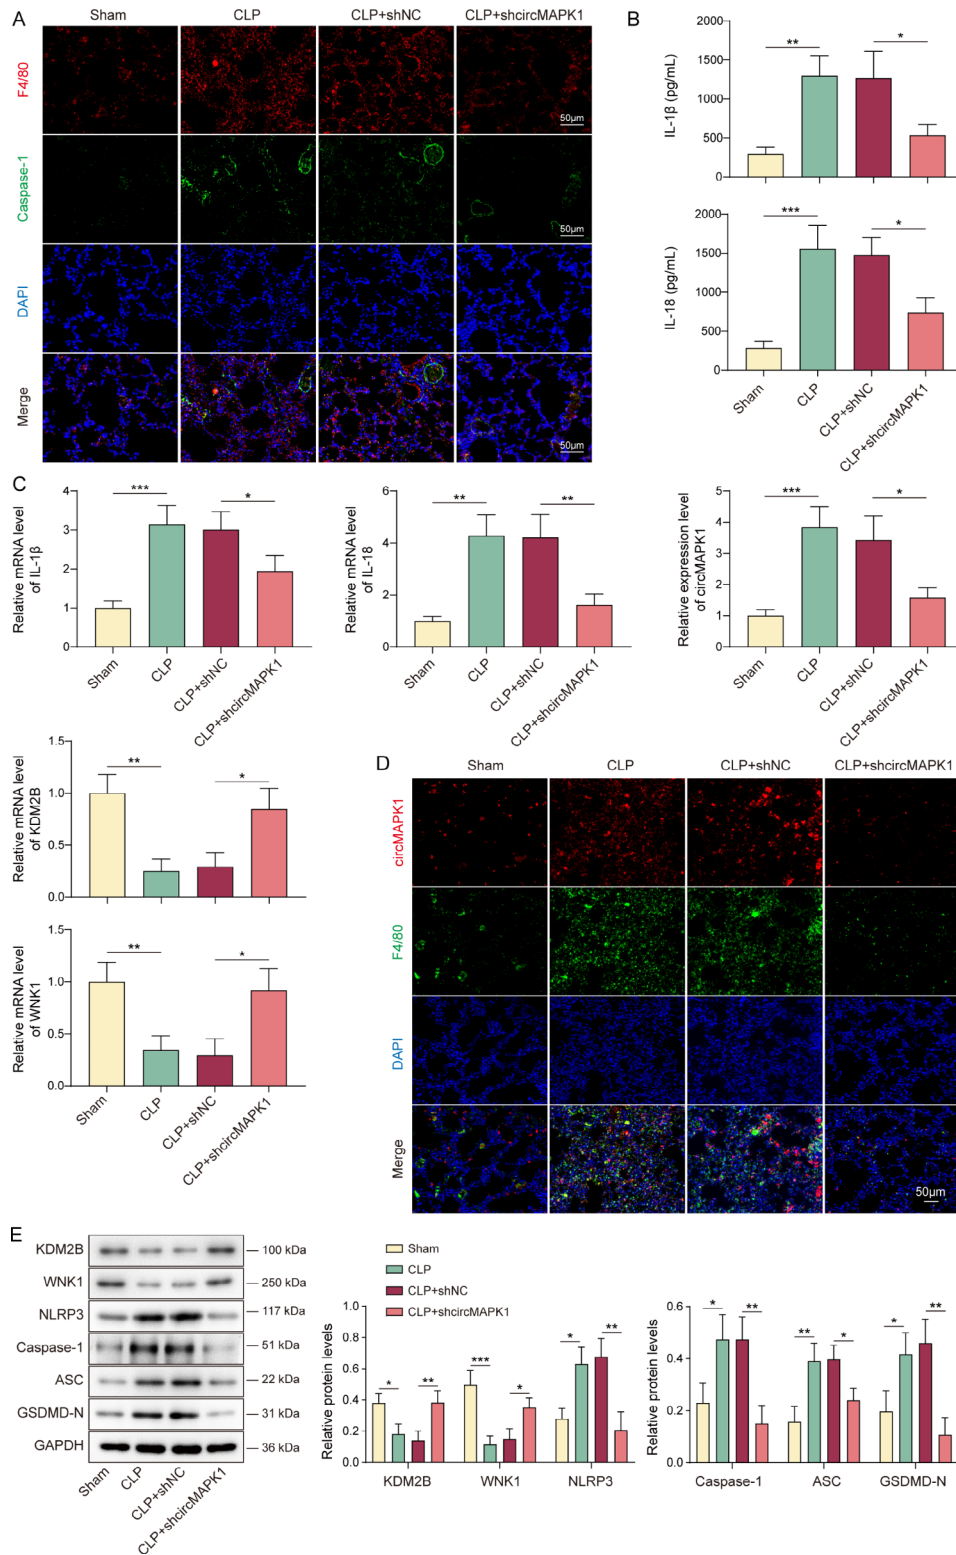 A
Sham CLP CLP+shNC CLP+shcircMAPK1
F4/80
50μm
Caspase-1
50μm
DAPI
Merge
50μm
B
IL-1β (pg/mL)
2000
1500
1000
500
0
** *
IL-18 (pg/mL)
2000
1500
1000
500
0
*** *
Sham CLP CLP+shNC CLP+shcircMAPK1
C
Relative mRNA level
of IL-1β
4
3
2
1
0
*** *
Sham CLP CLP+shNC CLP+shcircMAPK1
Relative mRNA level
of IL-18
6
4
2
0
** **
Sham CLP CLP+shNC CLP+shcircMAPK1
Relative expression level
of circMAPK1
5
4
3
2
1
0
*** *
Sham CLP CLP+shNC CLP+shcircMAPK1
Relative mRNA level
of KDM2B
1.5
1.0
0.5
0.0
** *
Relative mRNA level
of WNK1
1.5
1.0
0.5
0.0
** *
Sham CLP CLP+shNC CLP+shcircMAPK1
D
Sham CLP CLP+shNC CLP+shcircMAPK1
circMAPK1
F4/80
DAPI
Merge
50μm
E
KDM2B 100 kDa
WNK1 250 kDa
NLRP3 117 kDa
Caspase-1 51 kDa
ASC 22 kDa
GSDMD-N 31 kDa
GAPDH 36 kDa
Sham CLP CLP+shNC CLP+shcircMAPK1
Sham
CLP
CLP+shNC
CLP+shcircMAPK1
Relative protein levels
1.0
0.8
0.6
0.4
0.2
0.0
* ** *** * * **
KDM2B WNK1 NLRP3
Relative protein levels
0.6
0.4
0.2
0.0
* ** ** * * **
Caspase-1 ASC GSDMD-N